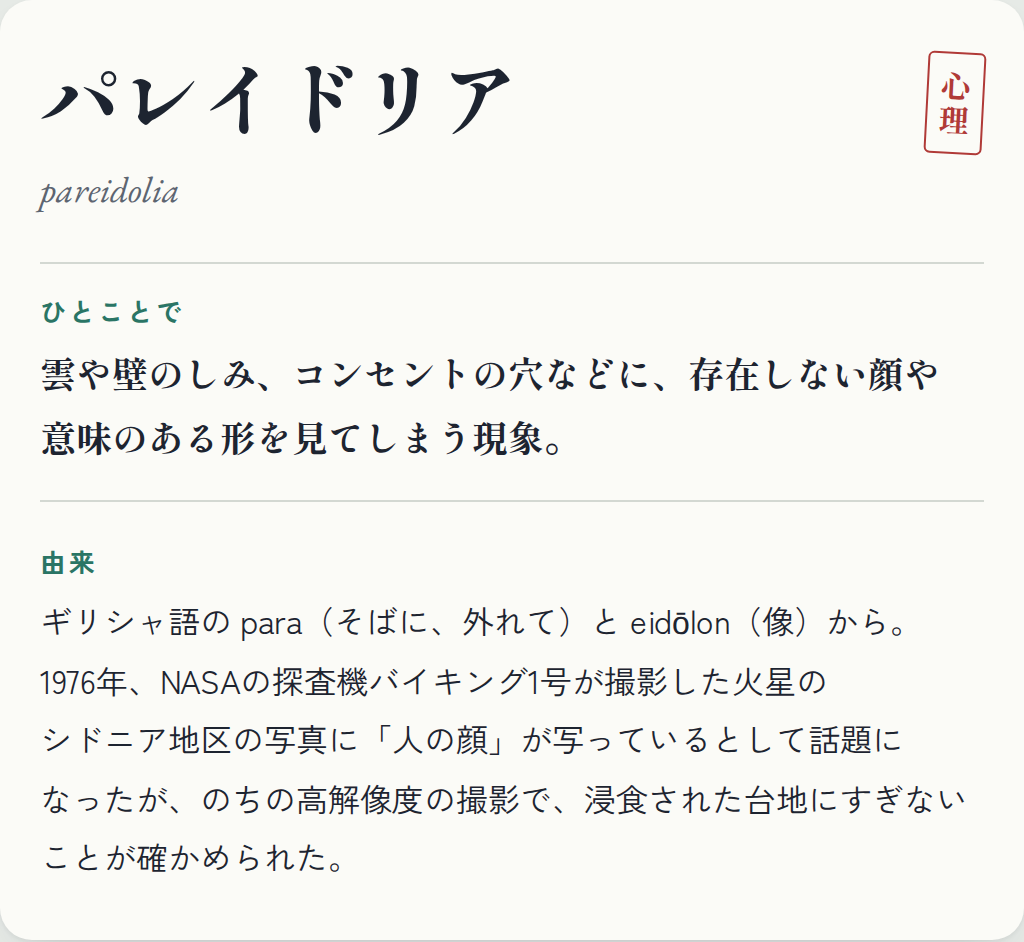 パレイドリア
心理
pareidolia
ひとことで
雲や壁のしみ、コンセントの穴などに、存在しない顔や
意味のある形を見てしまう現象。
由来
ギリシャ語の para（そばに、外れて）と eidōlon（像）から。
1976年、NASAの探査機バイキング1号が撮影した火星の
シドニア地区の写真に「人の顔」が写っているとして話題に
なったが、のちの高解像度の撮影で、浸食された台地にすぎない
ことが確かめられた。